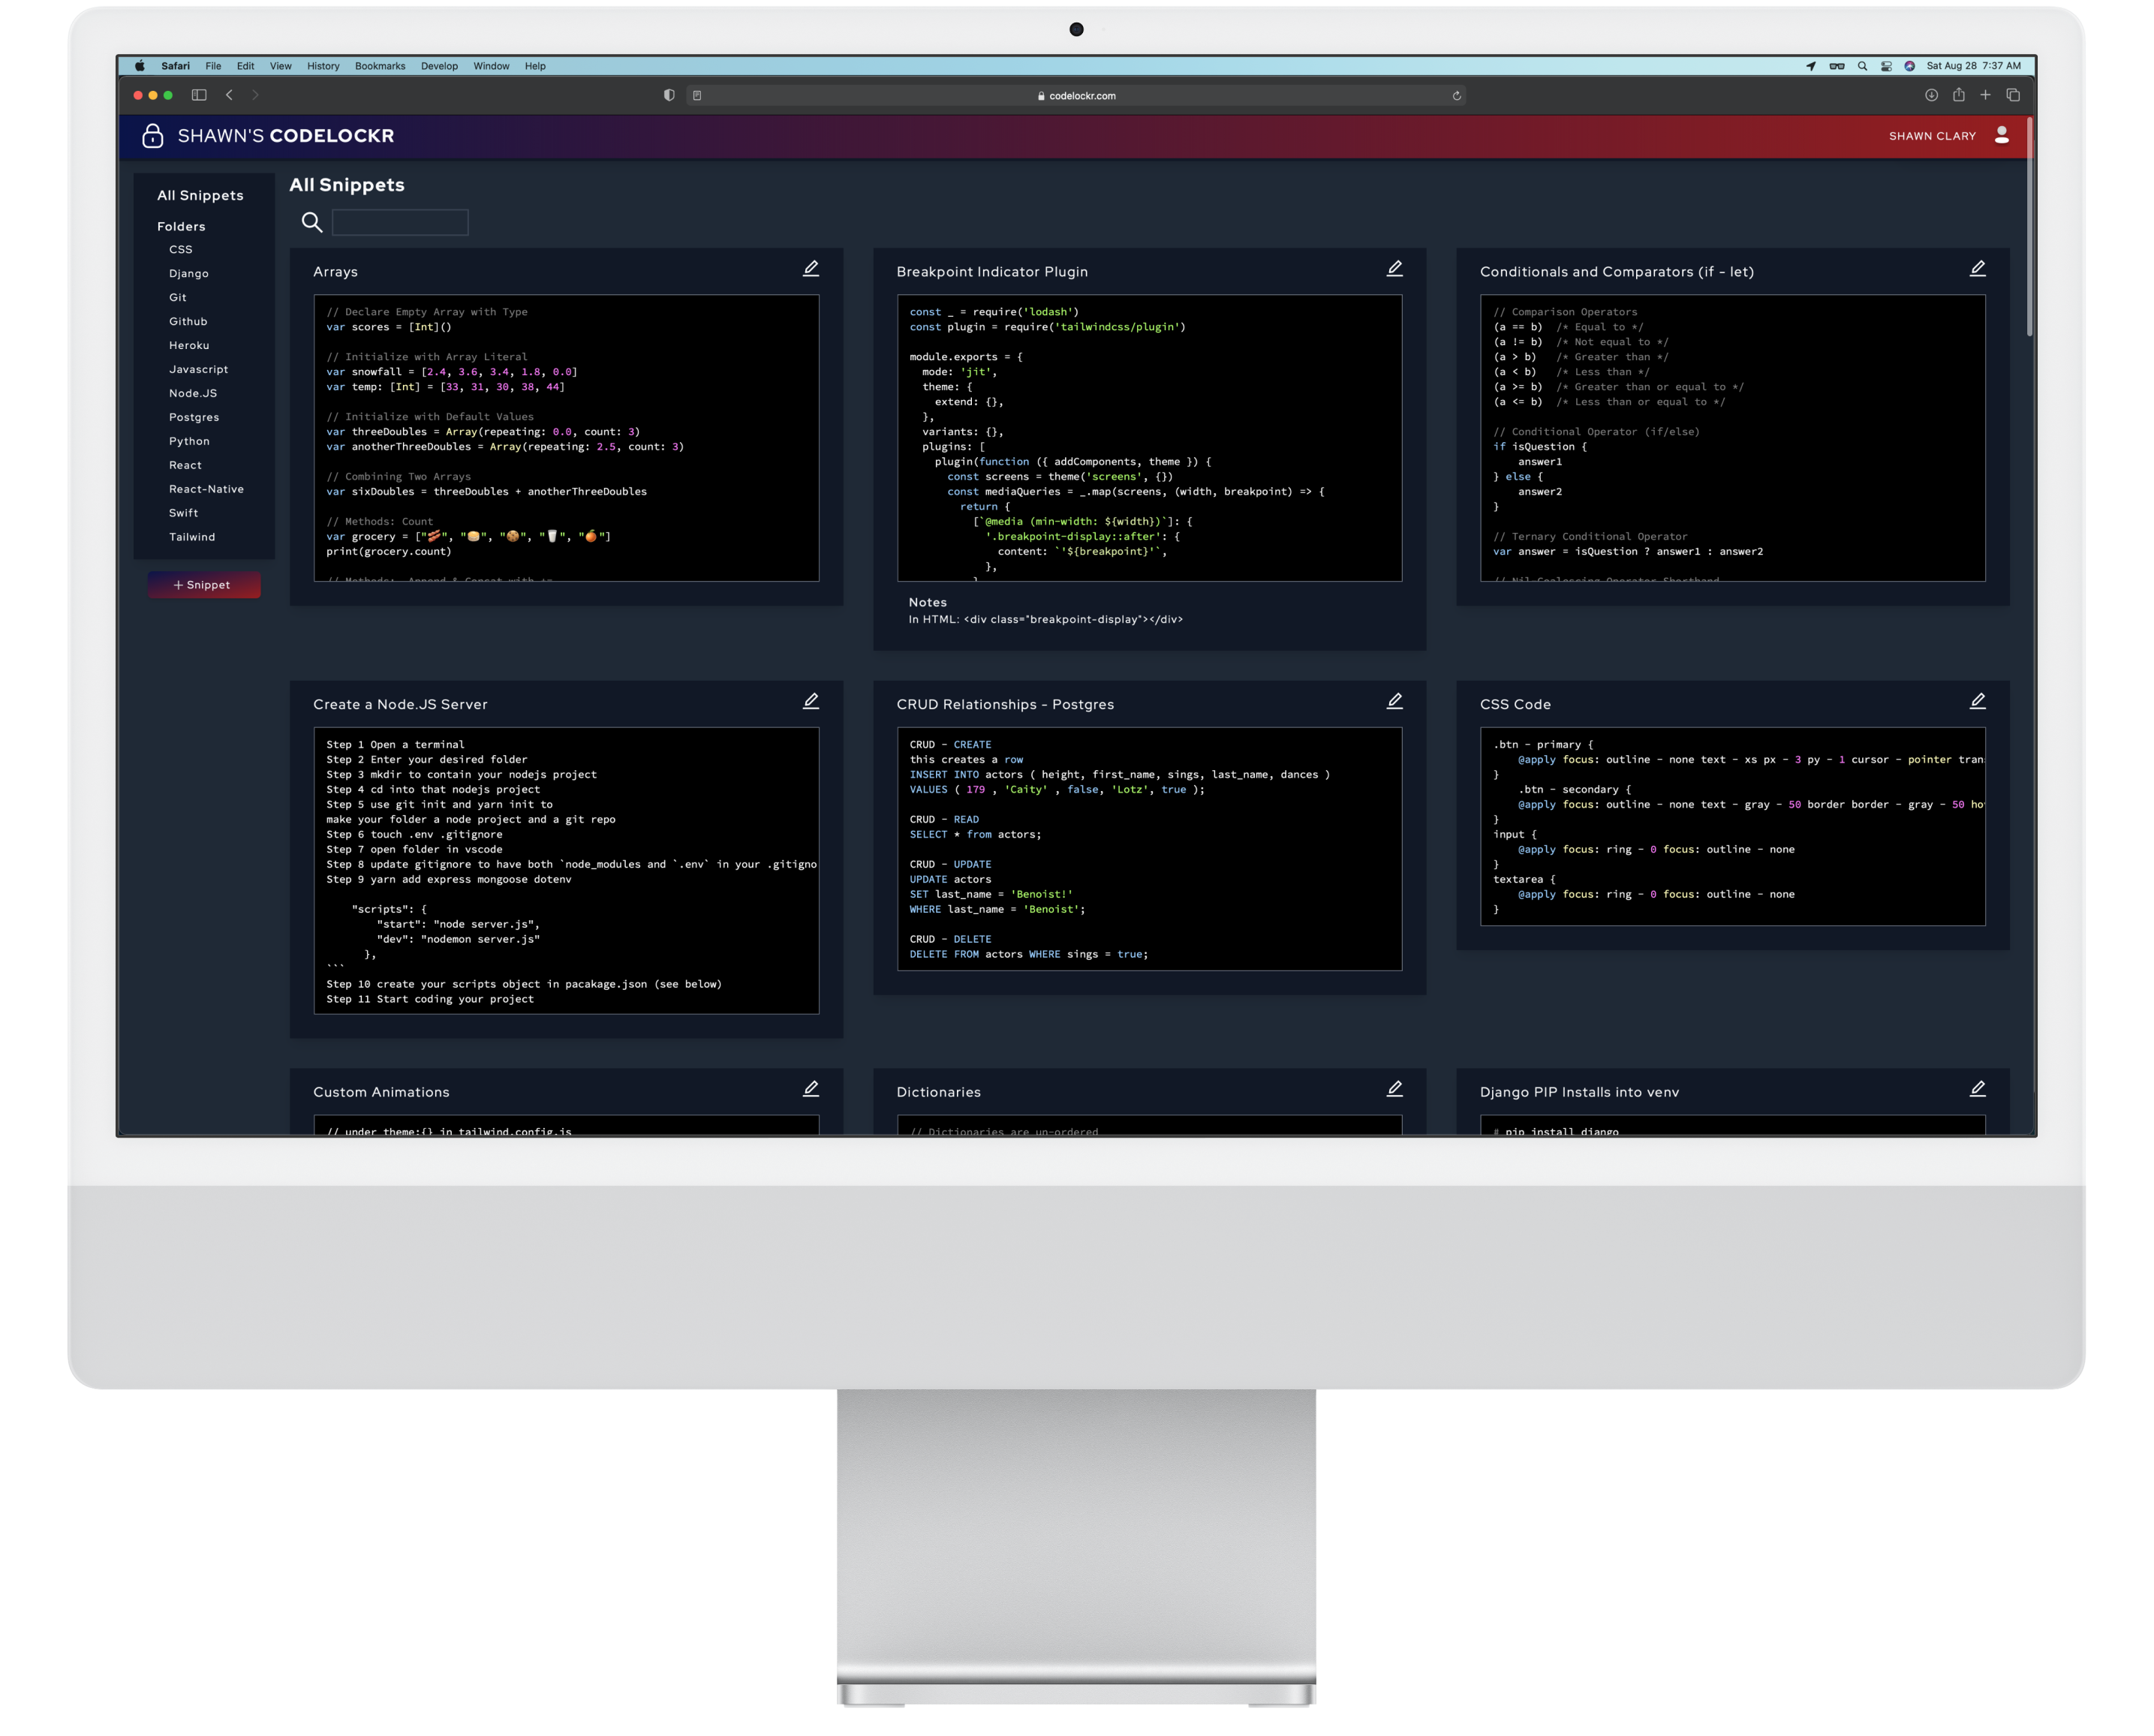 Safari File Edit View History Bookmarks Develop Window Help
Sat Aug 28 7:37 AM
codelockr.com
SHAWN'S CODELOCKR
SHAWN CLARY
All Snippets
Folders
CSS
Django
Git
Github
Heroku
Javascript
Node.JS
Postgres
Python
React
React-Native
Swift
Tailwind
+ Snippet
All Snippets
Arrays
// Declare Empty Array with Type
var scores = [Int]()
// Initialize with Array Literal
var snowfall = [2.4, 3.6, 3.4, 1.8, 0.0]
var temp: [Int] = [33, 31, 30, 38, 44]
// Initialize with Default Values
var threeDoubles = Array(repeating: 0.0, count: 3)
var anotherThreeDoubles = Array(repeating: 2.5, count: 3)
// Combining Two Arrays
var sixDoubles = threeDoubles + anotherThreeDoubles
// Methods: Count
var grocery = ["🥓", "🥞", "🍪", "🥛", "🍊"]
print(grocery.count)
// Methods: Append & Concat with +=
Breakpoint Indicator Plugin
const _ = require('lodash')
const plugin = require('tailwindcss/plugin')
module.exports = {
mode: 'jit',
theme: {
extend: {},
},
variants: {},
plugins: [
plugin(function ({ addComponents, theme }) {
const screens = theme('screens', {})
const mediaQueries = _.map(screens, (width, breakpoint) => {
return {
[`@media (min-width: ${width})`]: {
'.breakpoint-display::after': {
content: `'${breakpoint}'`,
},
}
Notes
In HTML: <div class="breakpoint-display"></div>
Conditionals and Comparators (if - let)
// Comparison Operators
(a == b) /* Equal to */
(a != b) /* Not equal to */
(a > b) /* Greater than */
(a < b) /* Less than */
(a >= b) /* Greater than or equal to */
(a <= b) /* Less than or equal to */
// Conditional Operator (if/else)
if isQuestion {
answer1
} else {
answer2
}
// Ternary Conditional Operator
var answer = isQuestion ? answer1 : answer2
// Nil-Coalescing Operator Shorthand
Create a Node.JS Server
Step 1 Open a terminal
Step 2 Enter your desired folder
Step 3 mkdir to contain your nodejs project
Step 4 cd into that nodejs project
Step 5 use git init and yarn init to
make your folder a node project and a git repo
Step 6 touch .env .gitignore
Step 7 open folder in vscode
Step 8 update gitignore to have both `node_modules and `.env` in your .gitigno
Step 9 yarn add express mongoose dotenv
"scripts": {
"start": "node server.js",
"dev": "nodemon server.js"
},
```
Step 10 create your scripts object in pacakage.json (see below)
Step 11 Start coding your project
CRUD Relationships - Postgres
CRUD - CREATE
this creates a row
INSERT INTO actors ( height, first_name, sings, last_name, dances )
VALUES ( 179 , 'Caity' , false, 'Lotz', true );
CRUD - READ
SELECT * from actors;
CRUD - UPDATE
UPDATE actors
SET last_name = 'Benoist!'
WHERE last_name = 'Benoist';
CRUD - DELETE
DELETE FROM actors WHERE sings = true;
CSS Code
.btn - primary {
@apply focus: outline - none text - xs px - 3 py - 1 cursor - pointer tran
}
.btn - secondary {
@apply focus: outline - none text - gray - 50 border border - gray - 50 ho
}
input {
@apply focus: ring - 0 focus: outline - none
}
textarea {
@apply focus: ring - 0 focus: outline - none
}
Custom Animations
// under theme:{} in tailwind.config.js
Dictionaries
// Dictionaries are un-ordered
Django PIP Installs into venv
# pip install django